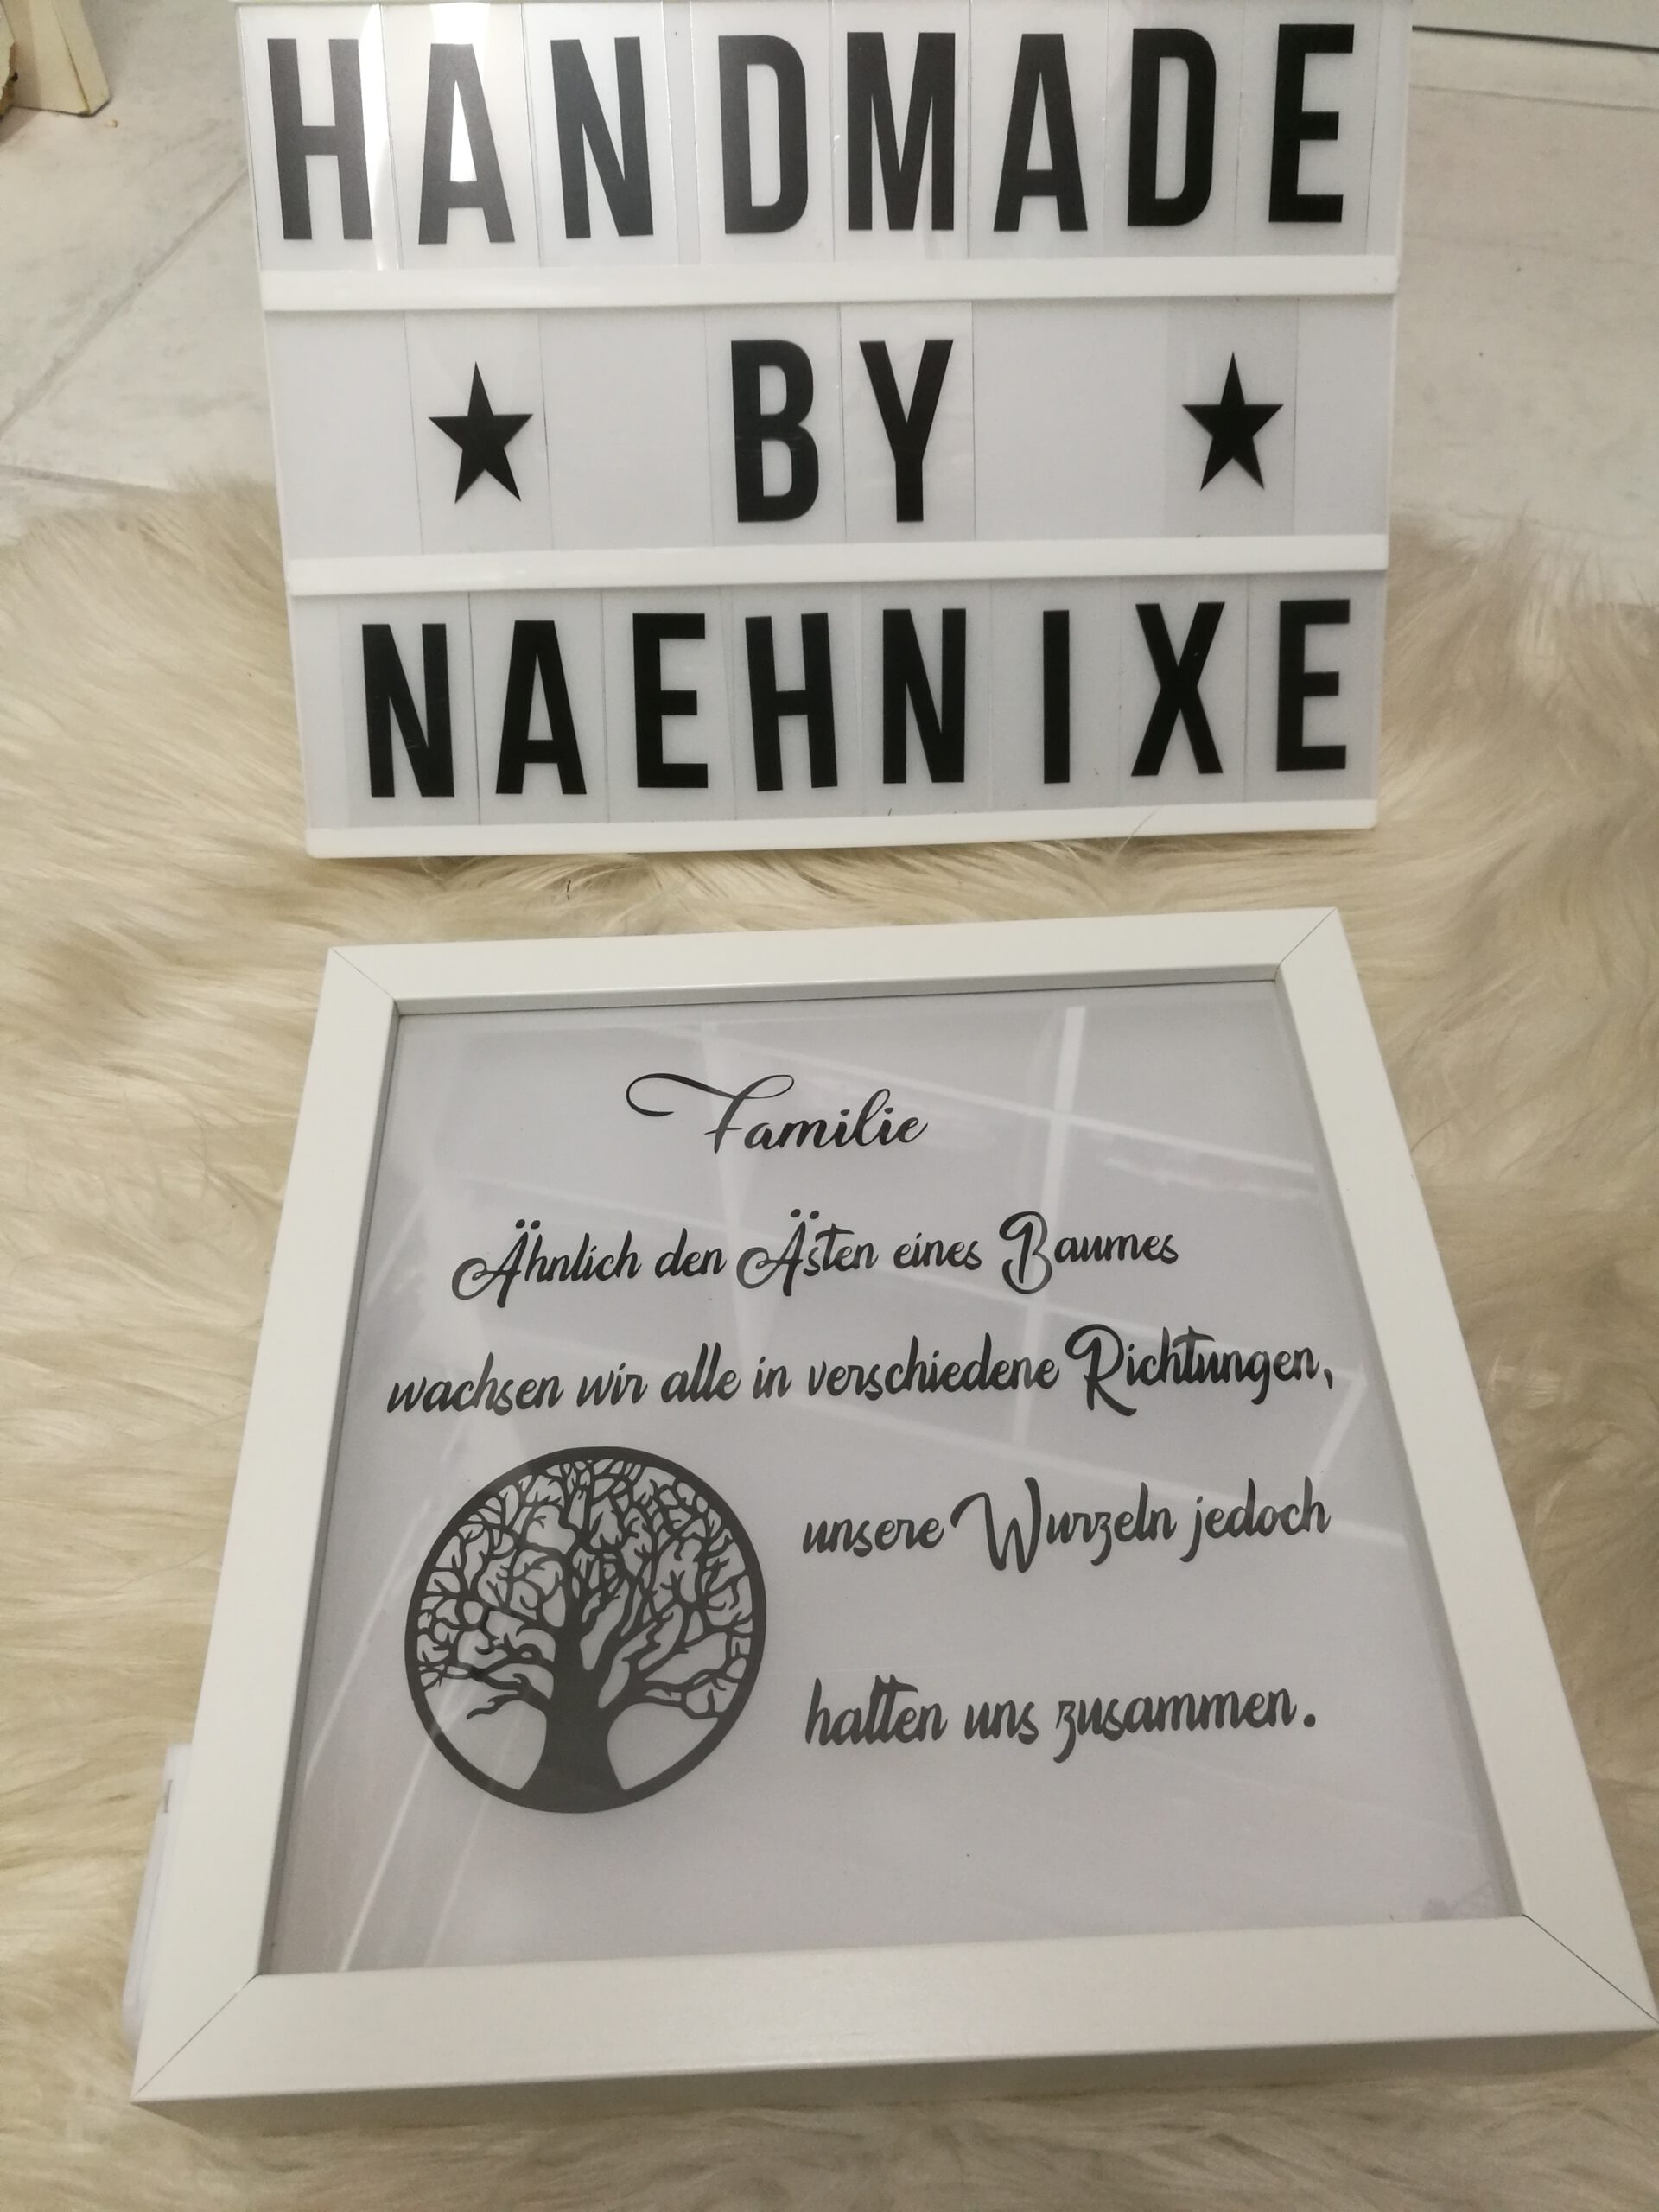 HANDMADE
★ BY ★
NAEHNIXE
Familie
Ähnlich den Ästen eines Baumes
wachsen wir alle in verschiedene Richtungen,
unsere Wurzeln jedoch
halten uns zusammen.